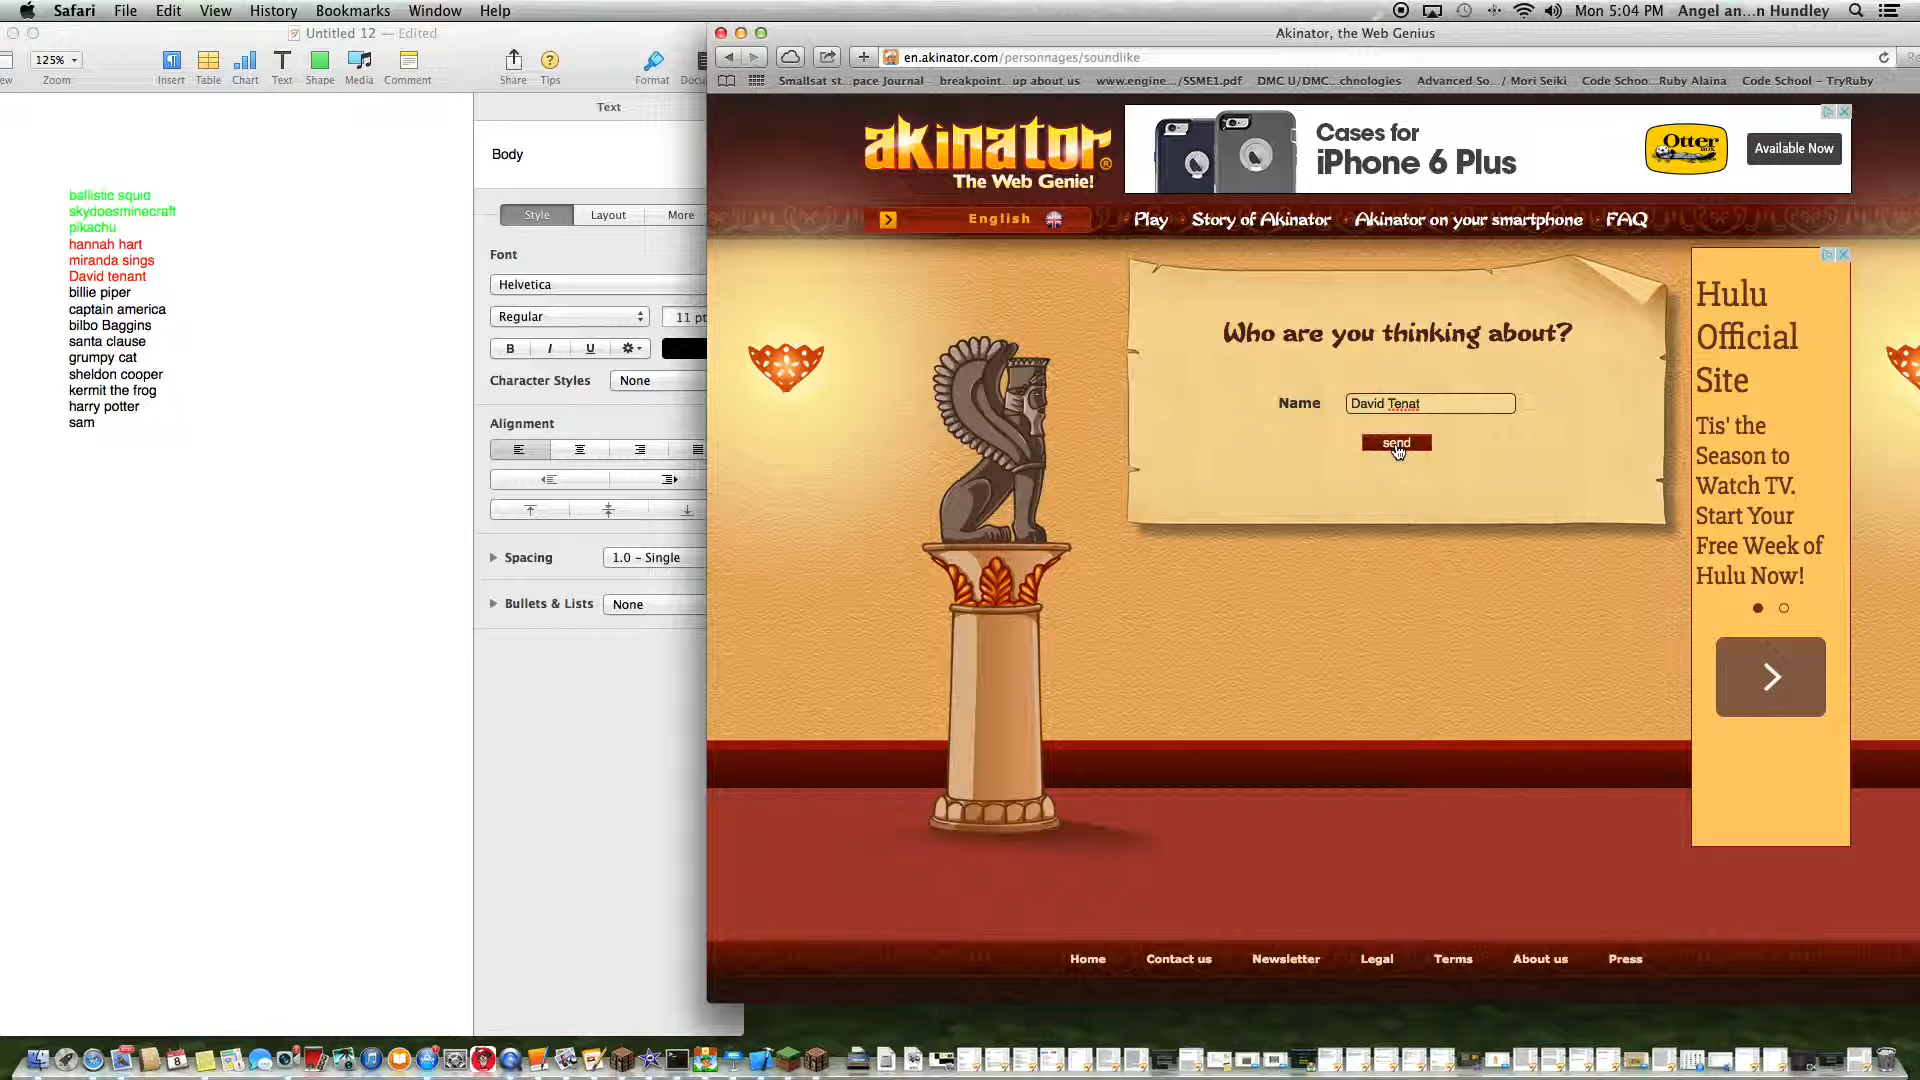 Safari File Edit View History Bookmarks Window Help
Mon 5:04 PM Angel an...n Hundley
Untitled 12 — Edited
125%
Zoom Insert Table Chart Text Shape Media Comment Share Tips Format
Text
Body
Style Layout More
Font
Helvetica
Regular 11 pt
B I U
Character Styles None
Alignment
Spacing 1.0 – Single
Bullets & Lists None
ballistic squid
skydoesminecraft
pikachu
hannah hart
miranda sings
David tenant
billie piper
captain america
bilbo Baggins
santa clause
grumpy cat
sheldon cooper
kermit the frog
harry potter
sam
Akinator, the Web Genius
en.akinator.com/personnages/soundlike
Smallsat st...pace Journal breakpoint...up about us www.engine.../SSME1.pdf DMC U/DMC...chnologies Advanced So... / Mori Seiki Code Schoo...Ruby Alaina Code School – TryRuby
akinator®
The Web Genie!
Cases for
iPhone 6 Plus
Otter Box
Available Now
English
Play Story of Akinator Akinator on your smartphone FAQ
Who are you thinking about?
Name David Tenat
send
Hulu
Official
Site
Tis' the
Season to
Watch TV.
Start Your
Free Week of
Hulu Now!
Home Contact us Newsletter Legal Terms About us Press